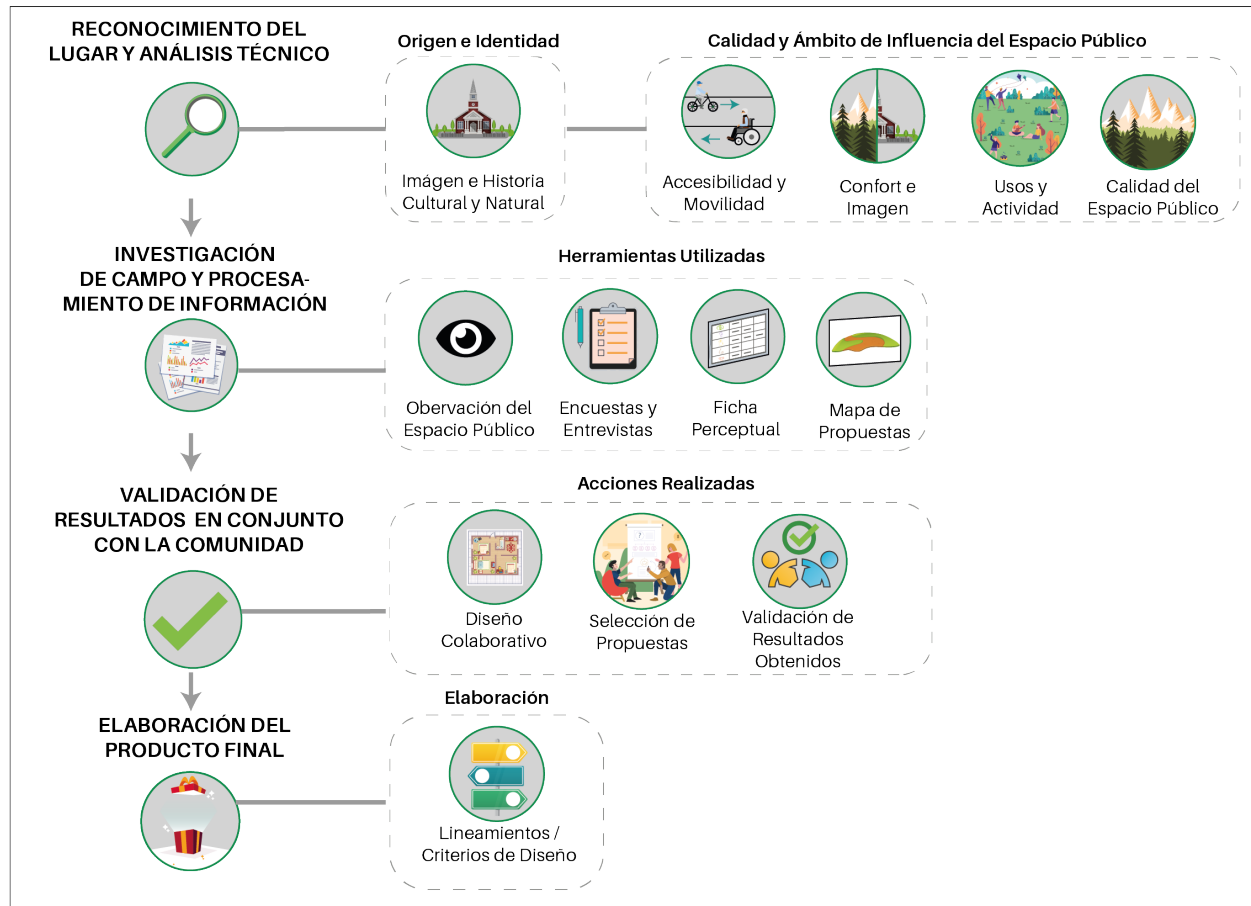 RECONOCIMIENTO DEL
LUGAR Y ANÁLISIS TÉCNICO
Origen e Identidad
Imágen e Historia
Cultural y Natural
Calidad y Ámbito de Influencia del Espacio Público
Accesibilidad y
Movilidad
Confort e
Imagen
Usos y
Actividad
Calidad del
Espacio Público
INVESTIGACIÓN
DE CAMPO Y PROCESA-
MIENTO DE INFORMACIÓN
Herramientas Utilizadas
Obervación del
Espacio Público
Encuestas y
Entrevistas
Ficha
Perceptual
Mapa de
Propuestas
VALIDACIÓN DE
RESULTADOS EN CONJUNTO
CON LA COMUNIDAD
Acciones Realizadas
Diseño
Colaborativo
Selección de
Propuestas
Validación de
Resultados
Obtenidos
ELABORACIÓN DEL
PRODUCTO FINAL
Elaboración
Lineamientos /
Criterios de Diseño